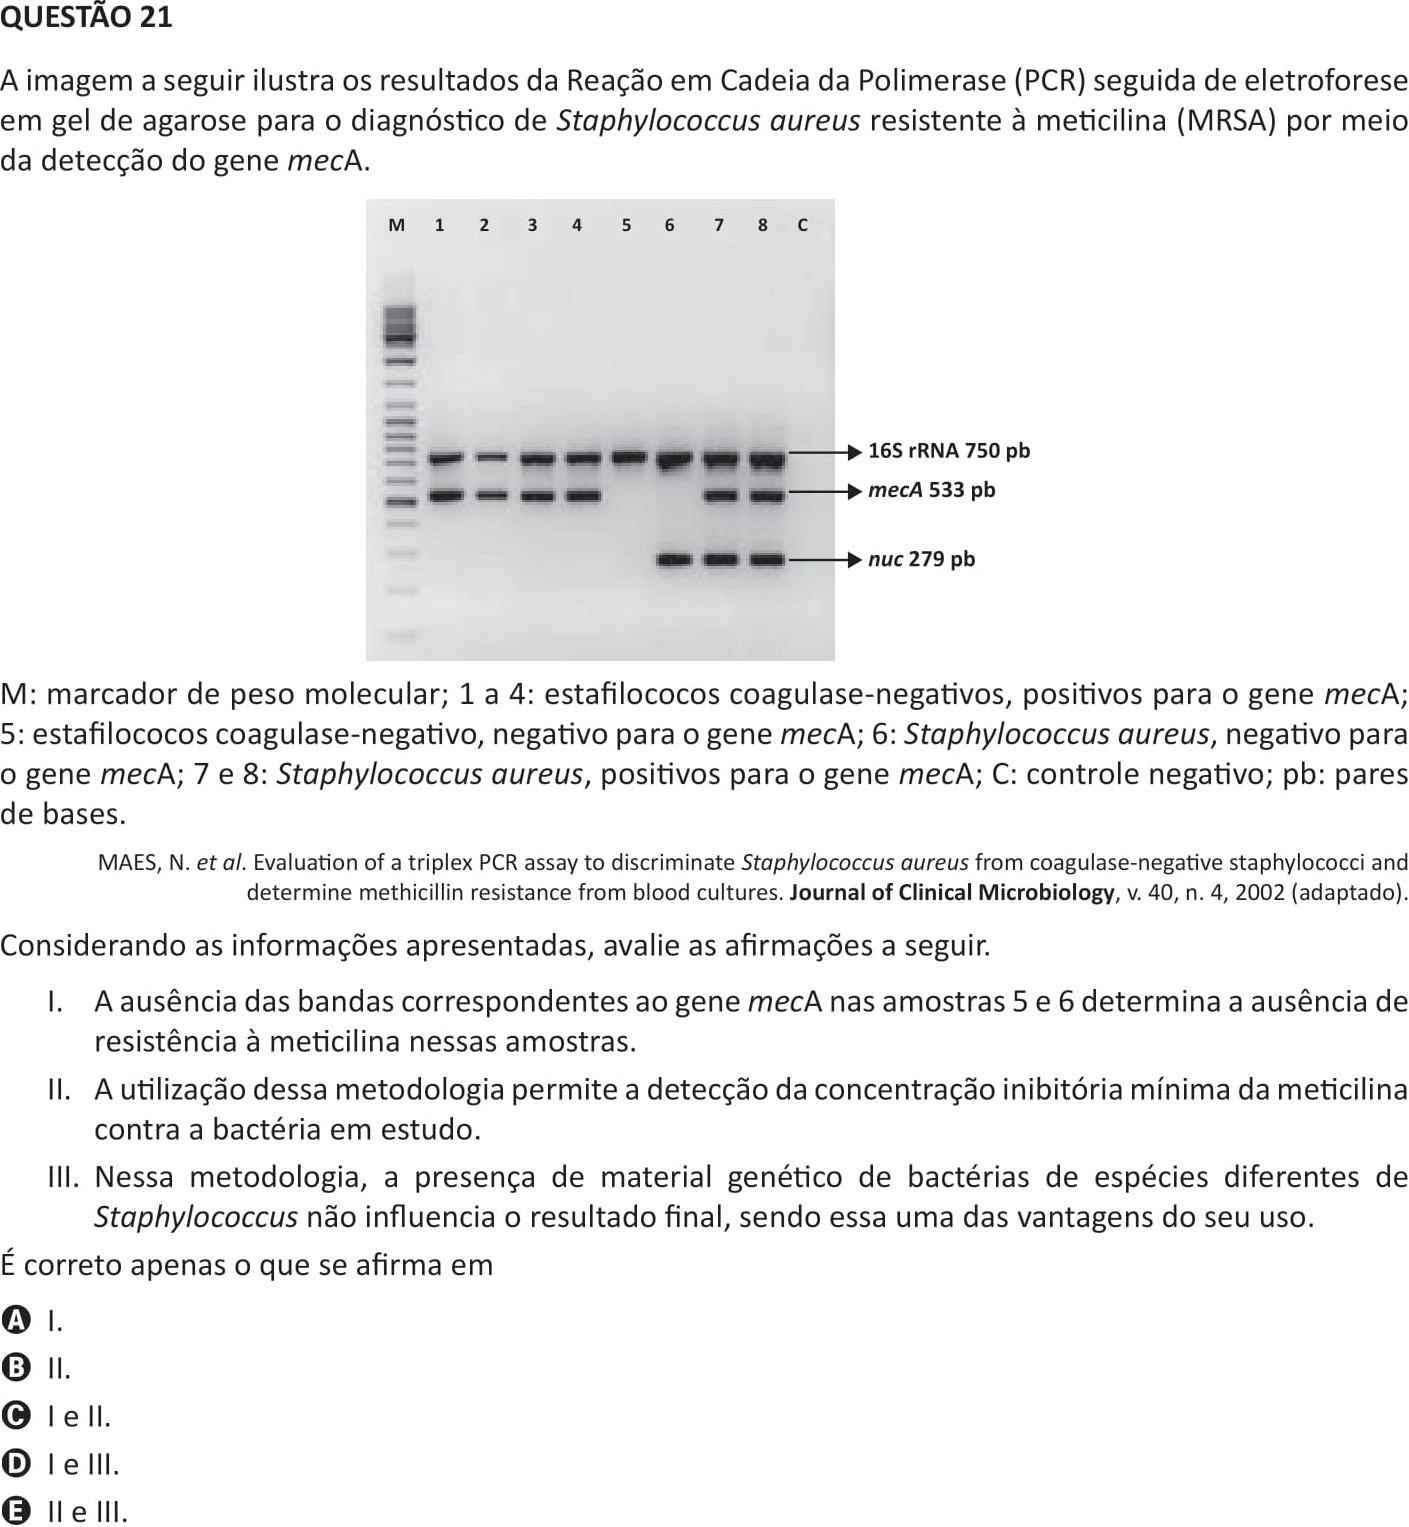 QUESTÃO 21
A imagem a seguir ilustra os resultados da Reação em Cadeia da Polimerase (PCR) seguida de eletroforese
em gel de agarose para o diagnóstico de Staphylococcus aureus resistente à meticilina (MRSA) por meio
da detecção do gene mecA.
M 1 2 3 4 5 6 7 8 C
16S rRNA 750 pb
mecA 533 pb
nuc 279 pb
M: marcador de peso molecular; 1 a 4: estafilococos coagulase-negativos, positivos para o gene mecA;
5: estafilococos coagulase-negativo, negativo para o gene mecA; 6: Staphylococcus aureus, negativo para
o gene mecA; 7 e 8: Staphylococcus aureus, positivos para o gene mecA; C: controle negativo; pb: pares
de bases.
MAES, N. et al. Evaluation of a triplex PCR assay to discriminate Staphylococcus aureus from coagulase-negative staphylococci and
determine methicillin resistance from blood cultures. Journal of Clinical Microbiology, v. 40, n. 4, 2002 (adaptado).
Considerando as informações apresentadas, avalie as afirmações a seguir.
I. A ausência das bandas correspondentes ao gene mecA nas amostras 5 e 6 determina a ausência de
resistência à meticilina nessas amostras.
II. A utilização dessa metodologia permite a detecção da concentração inibitória mínima da meticilina
contra a bactéria em estudo.
III. Nessa metodologia, a presença de material genético de bactérias de espécies diferentes de
Staphylococcus não influencia o resultado final, sendo essa uma das vantagens do seu uso.
É correto apenas o que se afirma em
A I.
B II.
C I e II.
D I e III.
E II e III.